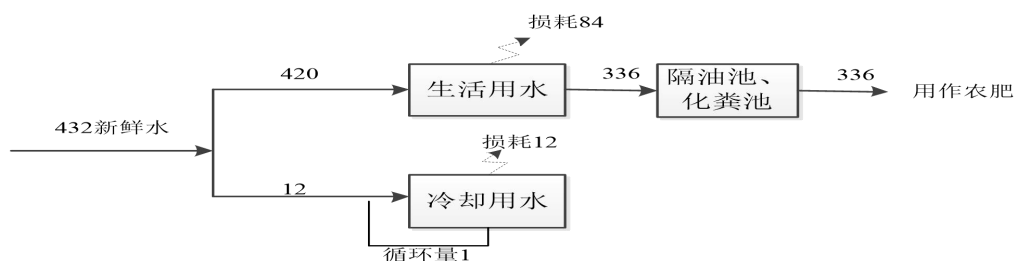 损耗84
420
生活用水
336
隔油池、
化粪池
336
用作农肥
432新鲜水
损耗12
12
冷却用水
循环量1